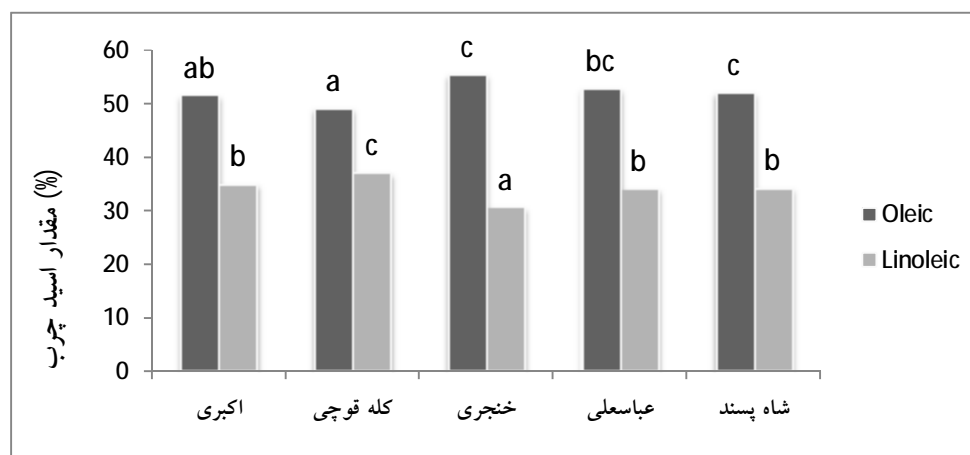 مقدار اسید چرب (%)
60
50
40
30
20
10
0
ab
b
a
c
c
a
bc
b
c
b
اکبری
کله قوچی
خنجری
عباسعلی
شاه پسند
Oleic
Linoleic